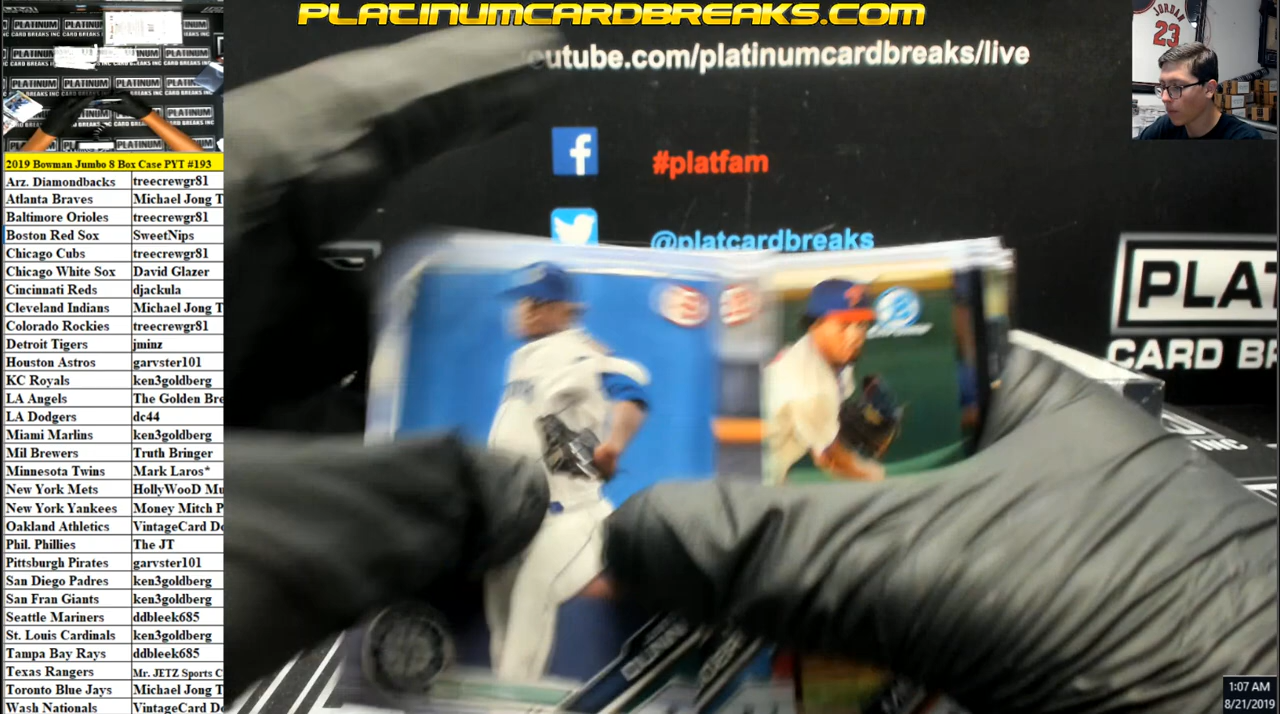 PLATINUMCARDBREAKS.COM
outube.com/platinumcardbreaks/live
#platfam
@platcardbreaks
JORDAN
23
PLA
CARD BR
2019 Bowman Jumbo 8 Box Case PYT #193
Arz. Diamondbacks treecrewgr81
Atlanta Braves Michael Jong T
Baltimore Orioles treecrewgr81
Boston Red Sox SweetNips
Chicago Cubs treecrewgr81
Chicago White Sox David Glazer
Cincinnati Reds djackula
Cleveland Indians Michael Jong T
Colorado Rockies treecrewgr81
Detroit Tigers jminz
Houston Astros garvster101
KC Royals ken3goldberg
LA Angels The Golden Bre
LA Dodgers dc44
Miami Marlins ken3goldberg
Mil Brewers Truth Bringer
Minnesota Twins Mark Laros*
New York Mets HollyWooD Mu
New York Yankees Money Mitch P
Oakland Athletics VintageCard De
Phil. Phillies The JT
Pittsburgh Pirates garvster101
San Diego Padres ken3goldberg
San Fran Giants ken3goldberg
Seattle Mariners ddbleek685
St. Louis Cardinals ken3goldberg
Tampa Bay Rays ddbleek685
Texas Rangers Mr. JETZ Sports C
Toronto Blue Jays Michael Jong T
Wash Nationals VintageCard De
1:07 AM
8/21/2019